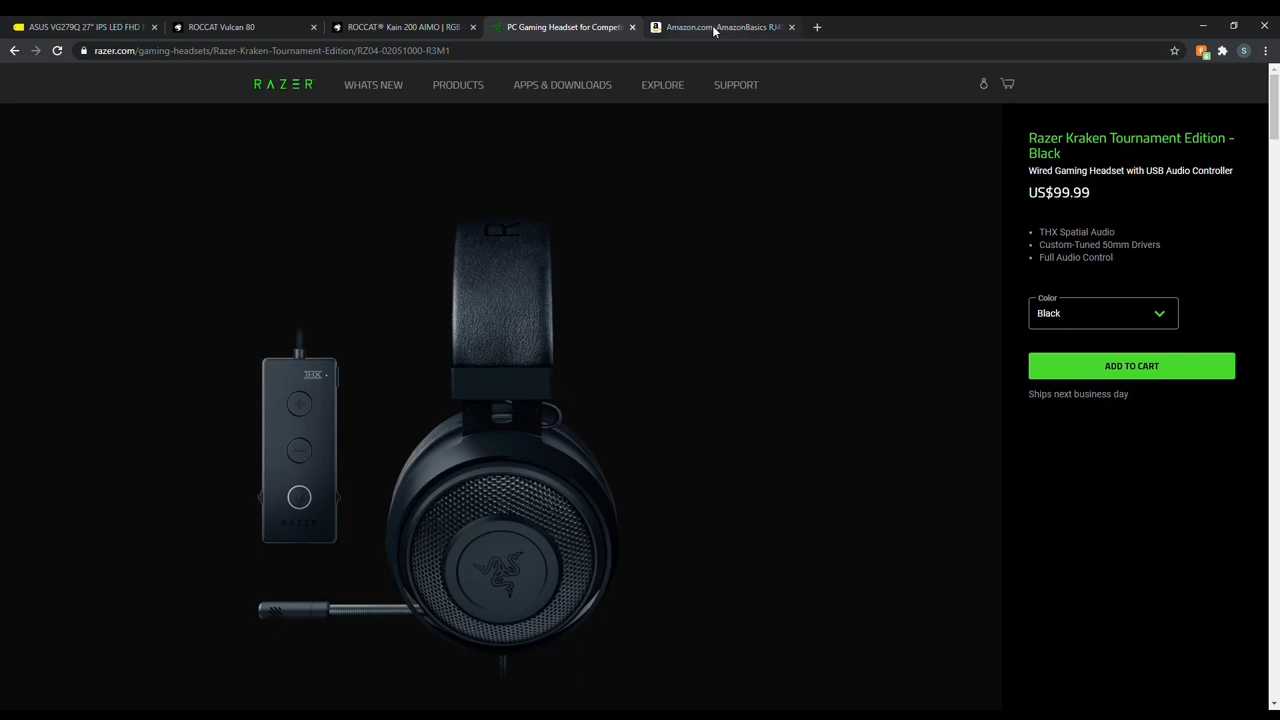 ASUS VG279Q 27" IPS LED FHD F
ROCCAT Vulcan 80
ROCCAT® Kain 200 AIMO | RGB
PC Gaming Headset for Competi
Amazon.com: AmazonBasics RJ4
razer.com/gaming-headsets/Razer-Kraken-Tournament-Edition/RZ04-02051000-R3M1
S
RAZER
WHATS NEW
PRODUCTS
APPS & DOWNLOADS
EXPLORE
SUPPORT
Razer Kraken Tournament Edition -
Black
Wired Gaming Headset with USB Audio Controller
US$99.99
• THX Spatial Audio
• Custom-Tuned 50mm Drivers
• Full Audio Control
Color
Black
ADD TO CART
Ships next business day
THX
RAZER